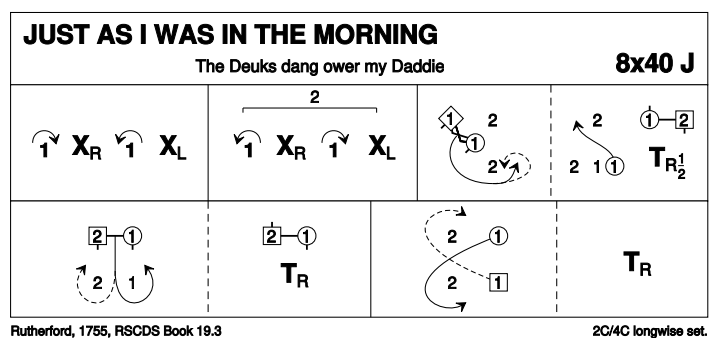 JUST AS I WAS IN THE MORNING
The Deuks dang ower my Daddie
8x40 J
1 XR 1 XL
2
1 XR 1 XL
1 2
1
2
2 1 2
2 1 1 TR½
2 1
2 1
2 1
TR
2 1
2 1
TR
Rutherford, 1755, RSCDS Book 19.3
2C/4C longwise set.